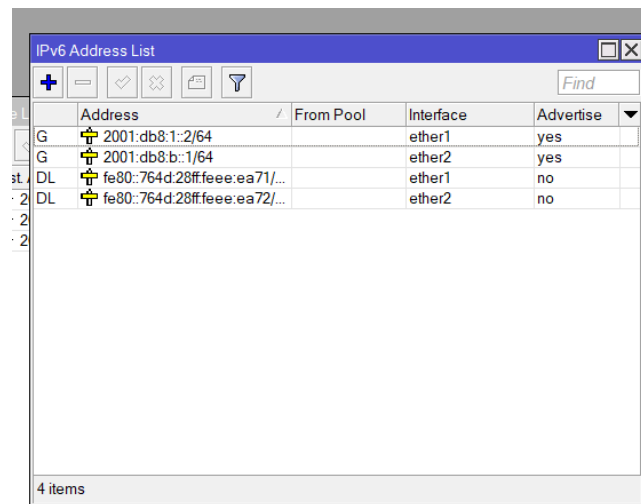 IPv6 Address List
Find
Address From Pool Interface Advertise
G 2001:db8:1::2/64 ether1 yes
G 2001:db8:b::1/64 ether2 yes
DL fe80::764d:28ff:feee:ea71/... ether1 no
DL fe80::764d:28ff:feee:ea72/... ether2 no
4 items